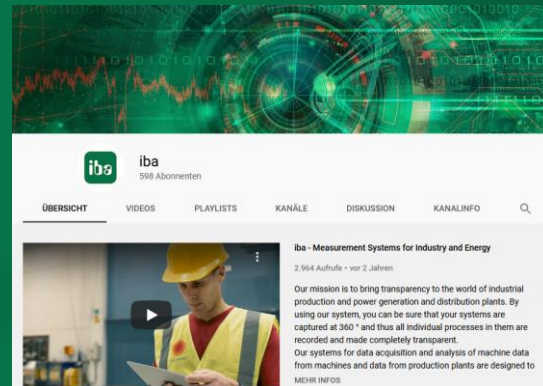 iba
iba
598 Abonnenten
ÜBERSICHT VIDEOS PLAYLISTS KANÄLE DISKUSSION KANALINFO
iba - Measurement Systems for Industry and Energy
2.964 Aufrufe • vor 2 Jahren
Our mission is to bring transparency to the world of industrial
production and power generation and distribution plants. By
using our system, you can be sure that your systems are
captured at 360 ° and thus all individual processes in them are
recorded and made completely transparent.
Our systems for data acquisition and analysis of machine data
from machines and data from production plants are designed to
MEHR INFOS